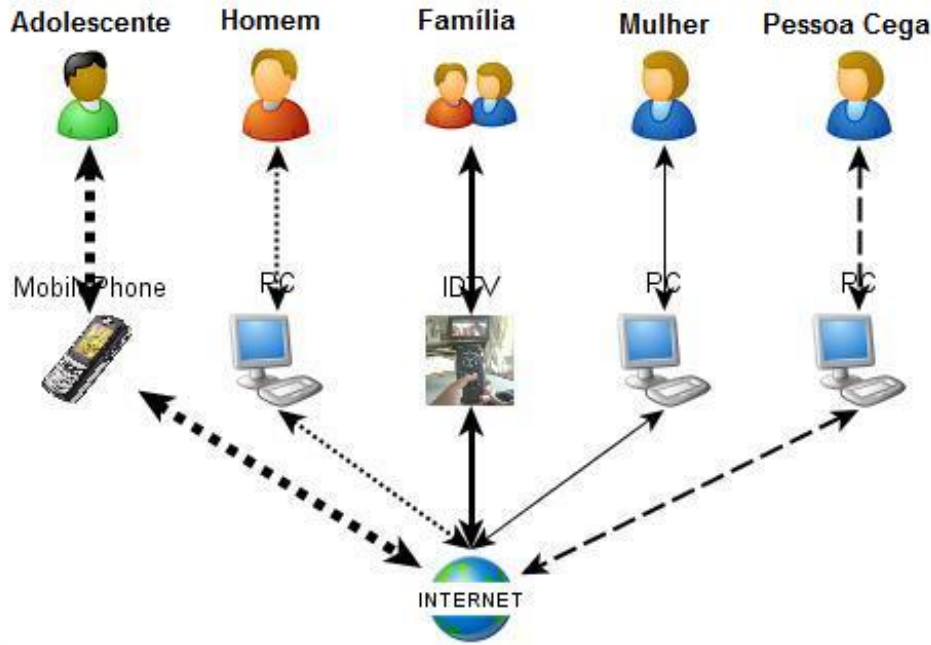 Adolescente Homem Família Mulher Pessoa Cega
Mobile Phone PC IDTV PC PC
INTERNET